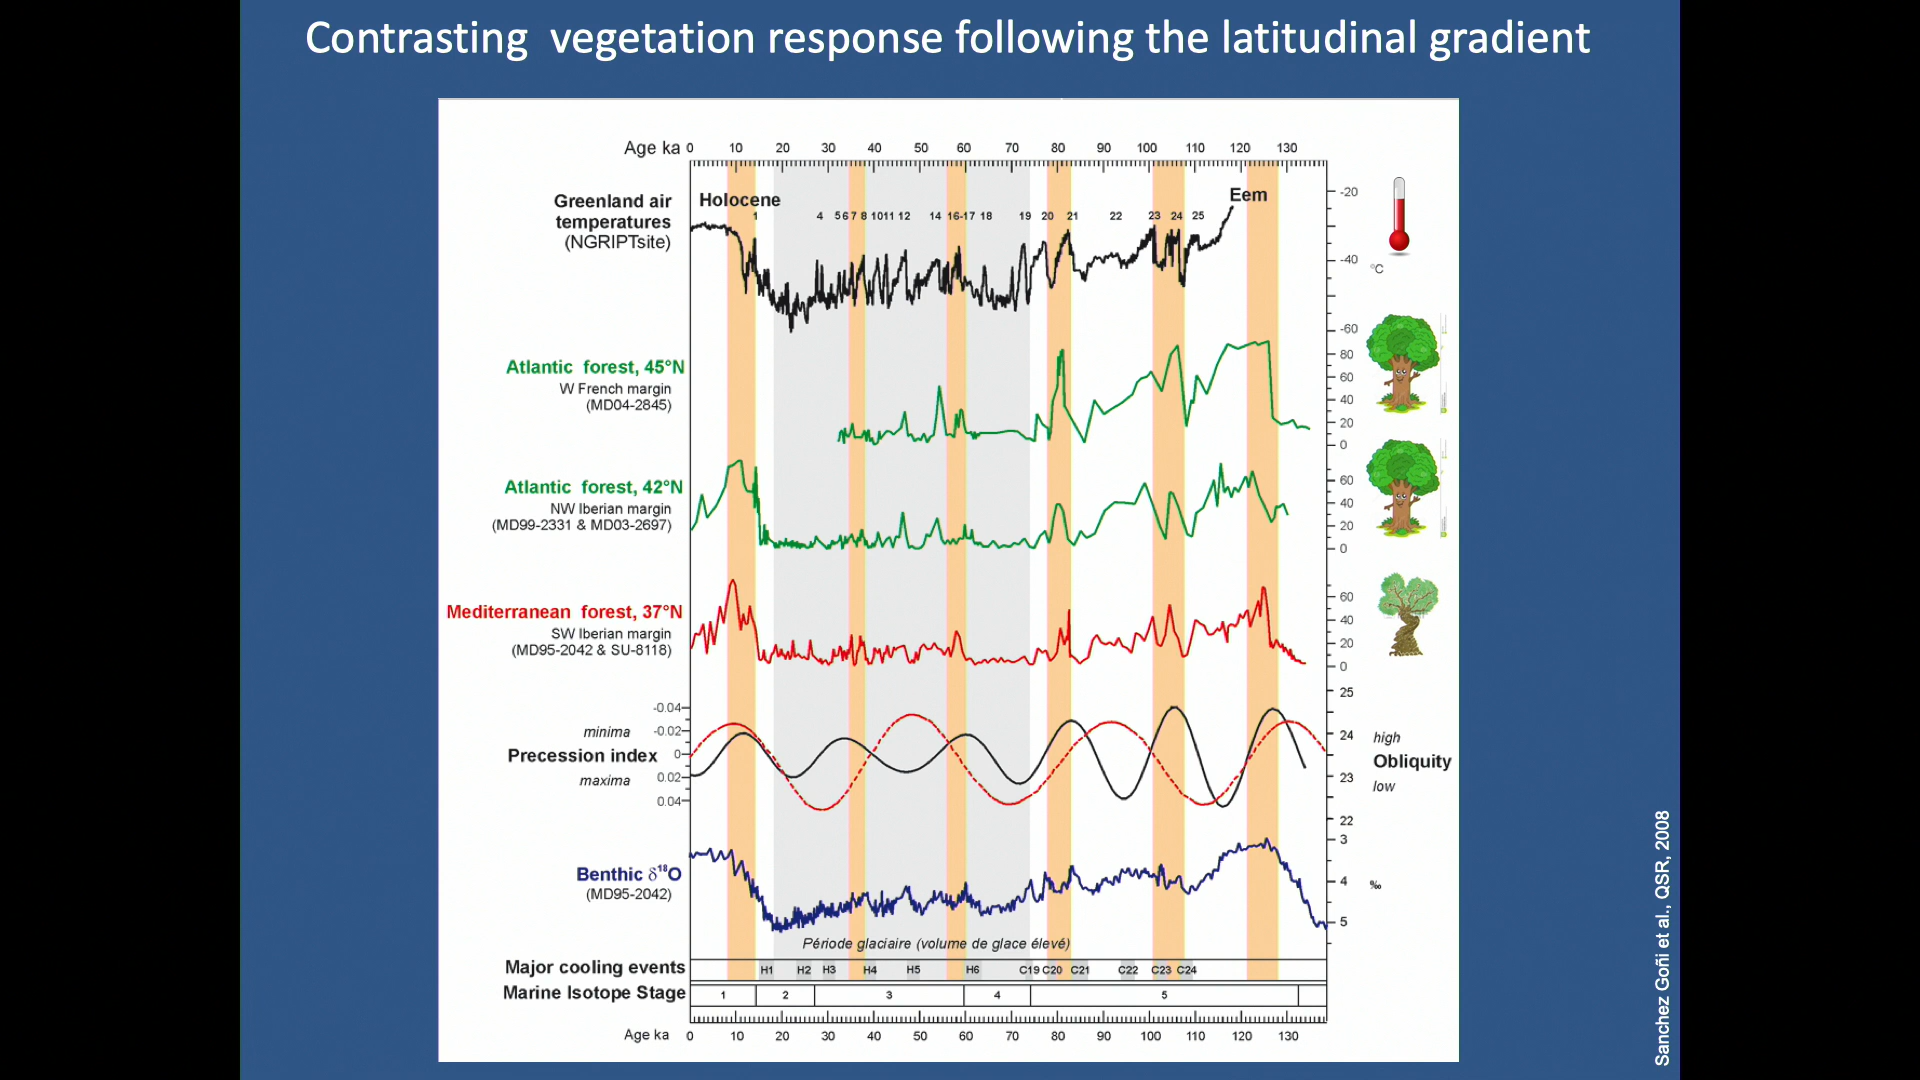 Contrasting  vegetation response following the latitudinal gradient
Age ka 0 10 20 30 40 50 60 70 80 90 100 110 120 130
Greenland air
temperatures
(NGRIPTsite)
Holocene
Eem
1 4 5 6 7 8 10 11 12 14 16-17 18 19 20 21 22 23 24 25
-20
-40
-60
°C
Atlantic  forest, 45°N
W French margin
(MD04-2845)
80
60
40
20
0
Atlantic  forest, 42°N
NW Iberian margin
(MD99-2331 & MD03-2697)
60
40
20
0
Mediterranean  forest, 37°N
SW Iberian margin
(MD95-2042 & SU-8118)
60
40
20
0
minima
Precession index
maxima
-0.04
-0.02
0
0.02
0.04
25
24
23
22
high
Obliquity
low
Benthic δ¹⁸O
(MD95-2042)
3
4
5
‰
Période glaciaire (volume de glace élevé)
Major cooling events H1 H2 H3 H4 H5 H6 C19 C20 C21 C22 C23 C24
Marine Isotope Stage 1 2 3 4 5
Age ka 0 10 20 30 40 50 60 70 80 90 100 110 120 130
Sanchez Goñi et al., QSR, 2008